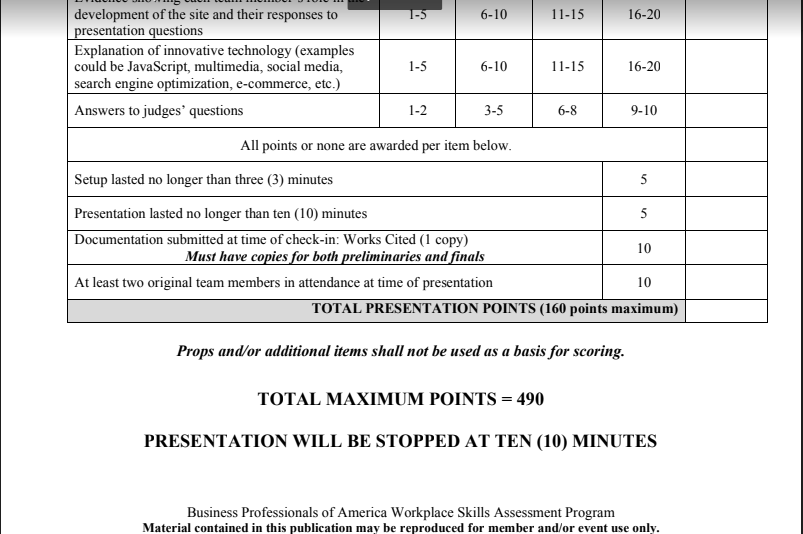 development of the site and their responses to
presentation questions
1-5 6-10 11-15 16-20
Explanation of innovative technology (examples
could be JavaScript, multimedia, social media,
search engine optimization, e-commerce, etc.)
1-5 6-10 11-15 16-20
Answers to judges’ questions 1-2 3-5 6-8 9-10
All points or none are awarded per item below.
Setup lasted no longer than three (3) minutes 5
Presentation lasted no longer than ten (10) minutes 5
Documentation submitted at time of check-in: Works Cited (1 copy)
Must have copies for both preliminaries and finals
10
At least two original team members in attendance at time of presentation 10
TOTAL PRESENTATION POINTS (160 points maximum)
Props and/or additional items shall not be used as a basis for scoring.
TOTAL MAXIMUM POINTS = 490
PRESENTATION WILL BE STOPPED AT TEN (10) MINUTES
Business Professionals of America Workplace Skills Assessment Program
Material contained in this publication may be reproduced for member and/or event use only.